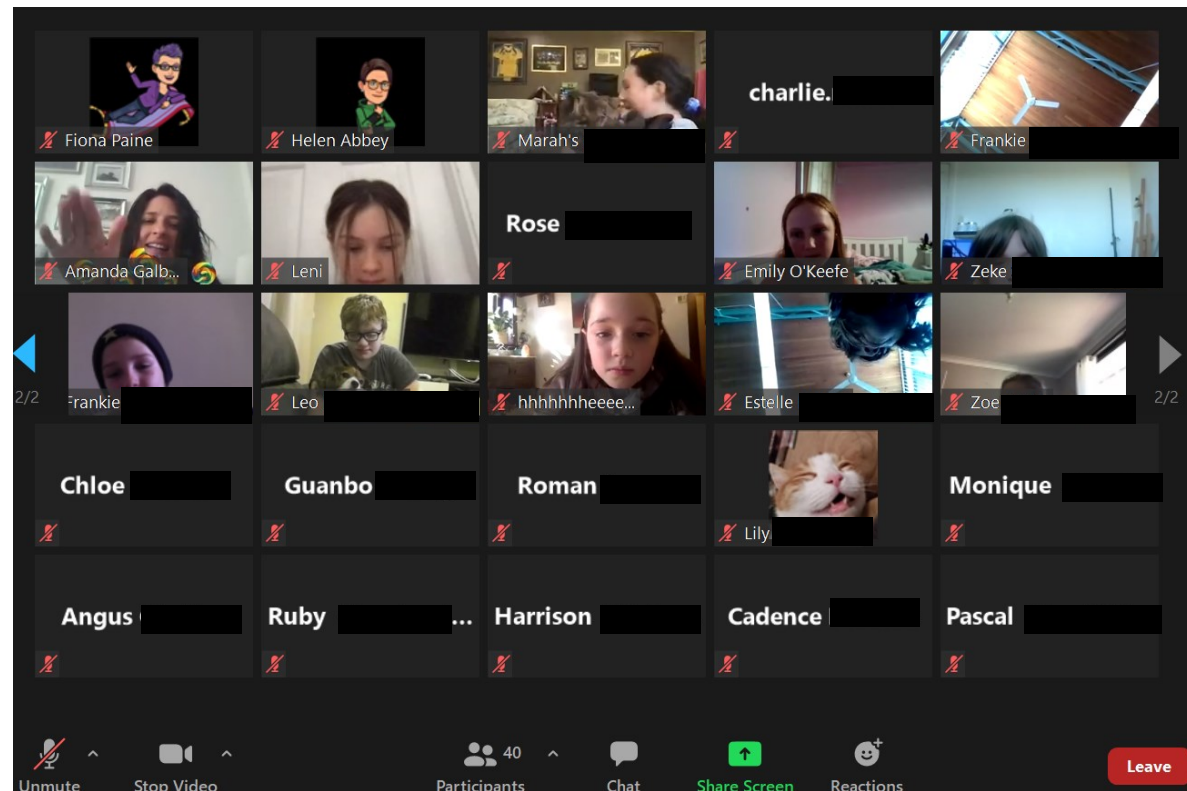 Fiona Paine
Helen Abbey
Marah's
charlie.
Frankie
Amanda Galb...
Leni
Rose
Emily O'Keefe
Zeke
2/2
Frankie
Leo
hhhhhhheeee...
Estelle
Zoe
2/2
Chloe
Guanbo
Roman
Lily
Monique
Angus
Ruby ...
Harrison
Cadence
Pascal
40
Unmute
Stop Video
Participants
Chat
Share Screen
Reactions
Leave